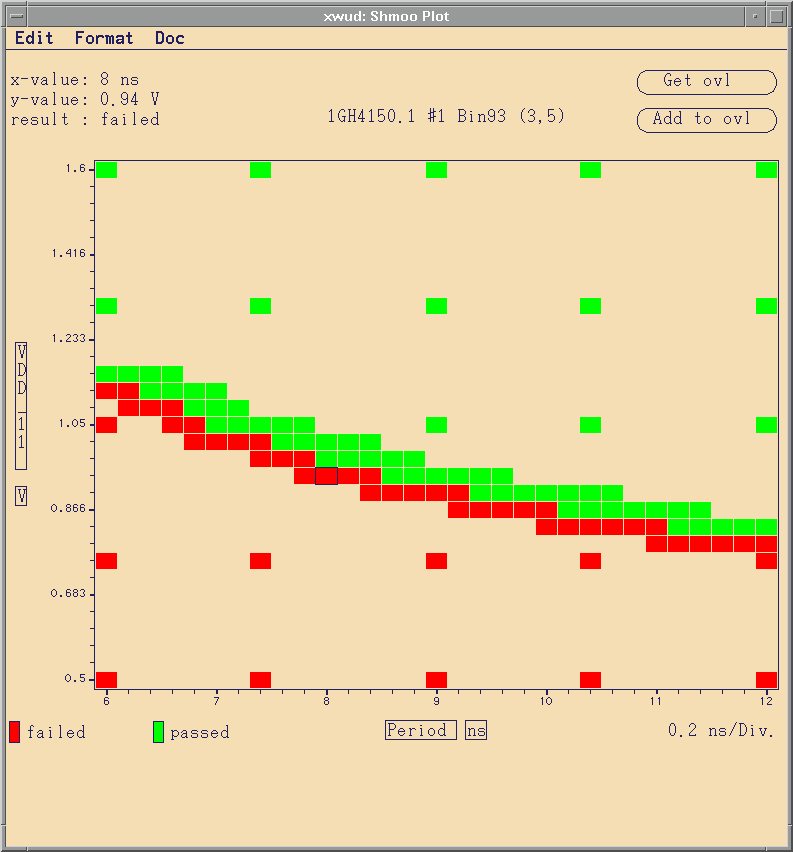 xwud: Shmoo Plot
Edit Format Doc
x-value: 8 ns
y-value: 0.94 V
result : failed
1GH4150.1 #1 Bin93 (3,5)
Get ovl
Add to ovl
1.6
1.416
1.233
1.05
0.866
0.683
0.5
VDD_11
V
6 7 8 9 10 11 12
failed
passed
Period ns
0.2 ns/Div.